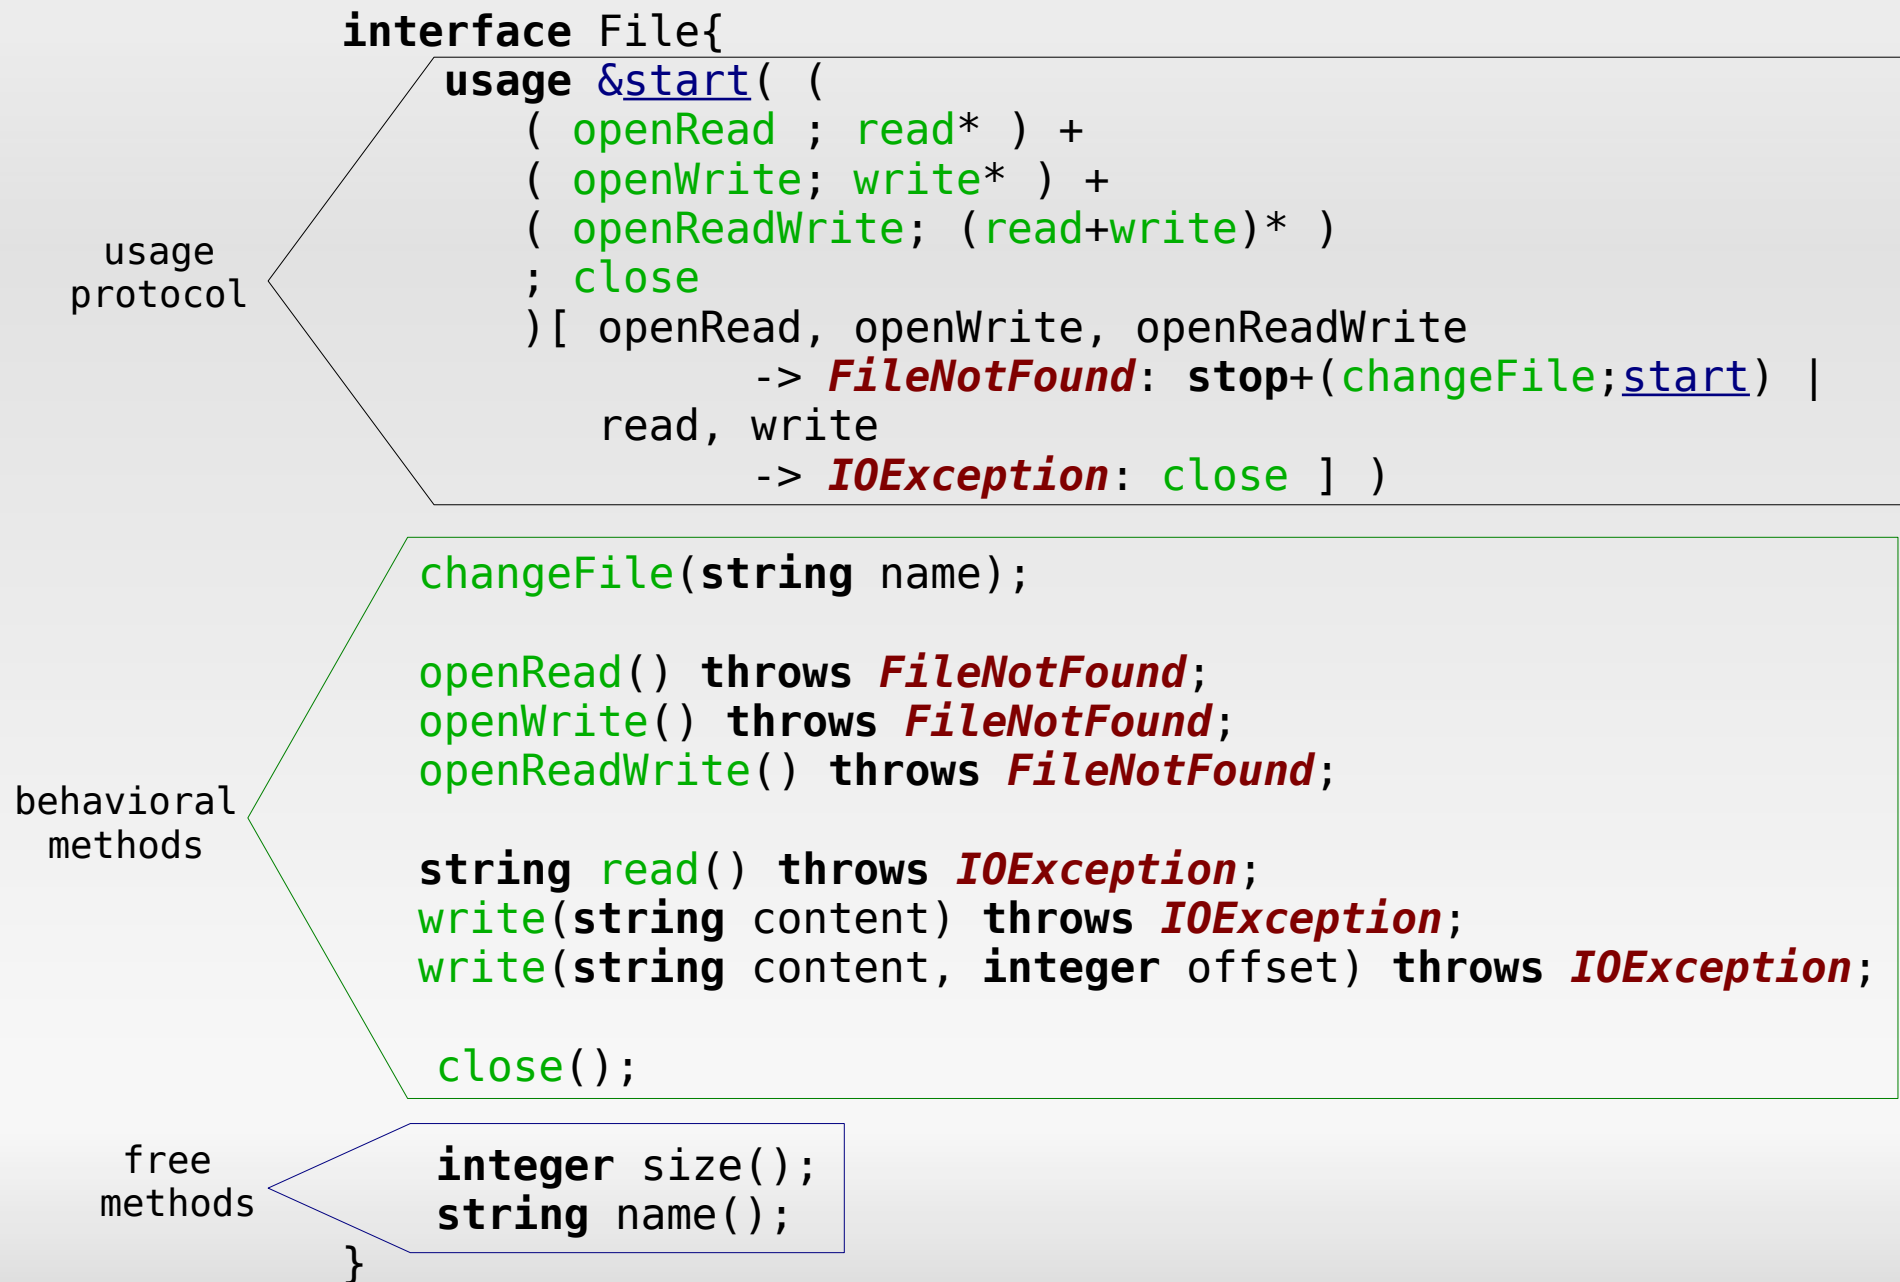 interface File{
usage &start( (
( openRead ; read* ) +
( openWrite; write* ) +
( openReadWrite; (read+write)* )
; close
)[ openRead, openWrite, openReadWrite
-> FileNotFound: stop+(changeFile;start) |
read, write
-> IOException: close ] )
usage
protocol
changeFile(string name);
openRead() throws FileNotFound;
openWrite() throws FileNotFound;
openReadWrite() throws FileNotFound;
string read() throws IOException;
write(string content) throws IOException;
write(string content, integer offset) throws IOException;
close();
behavioral
methods
integer size();
string name();
free
methods
}